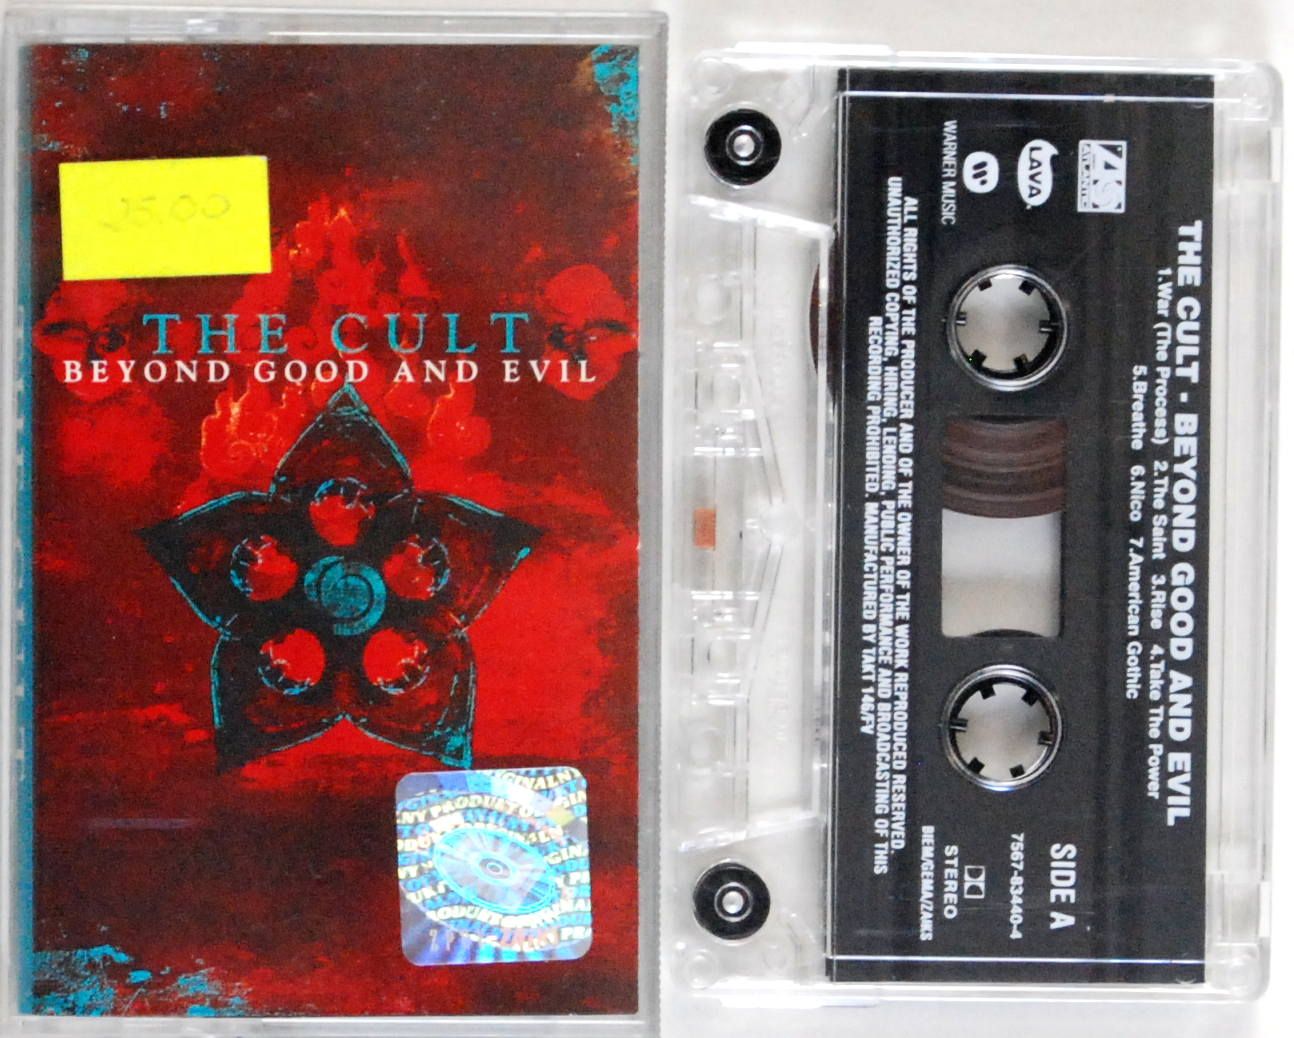 25.00
THE CULT
BEYOND GOOD AND EVIL
THE CULT · BEYOND GOOD AND EVIL
1.War (The Process) 2.The Saint 3.Rise 4.Take The Power
5.Breathe 6.Nico 7.American Gothic
ATLANTIC
LAVA
WARNER MUSIC
SIDE A
7567-83440-4
STEREO
BIEM/GEMA/ZAIKS
ALL RIGHTS OF THE PRODUCER AND OF THE OWNER OF THE WORK REPRODUCED RESERVED.
UNAUTHORIZED COPYING, HIRING, LENDING, PUBLIC PERFORMANCE AND BROADCASTING OF THIS
RECORDING PROHIBITED. MANUFACTURED BY TAKT 146/FV